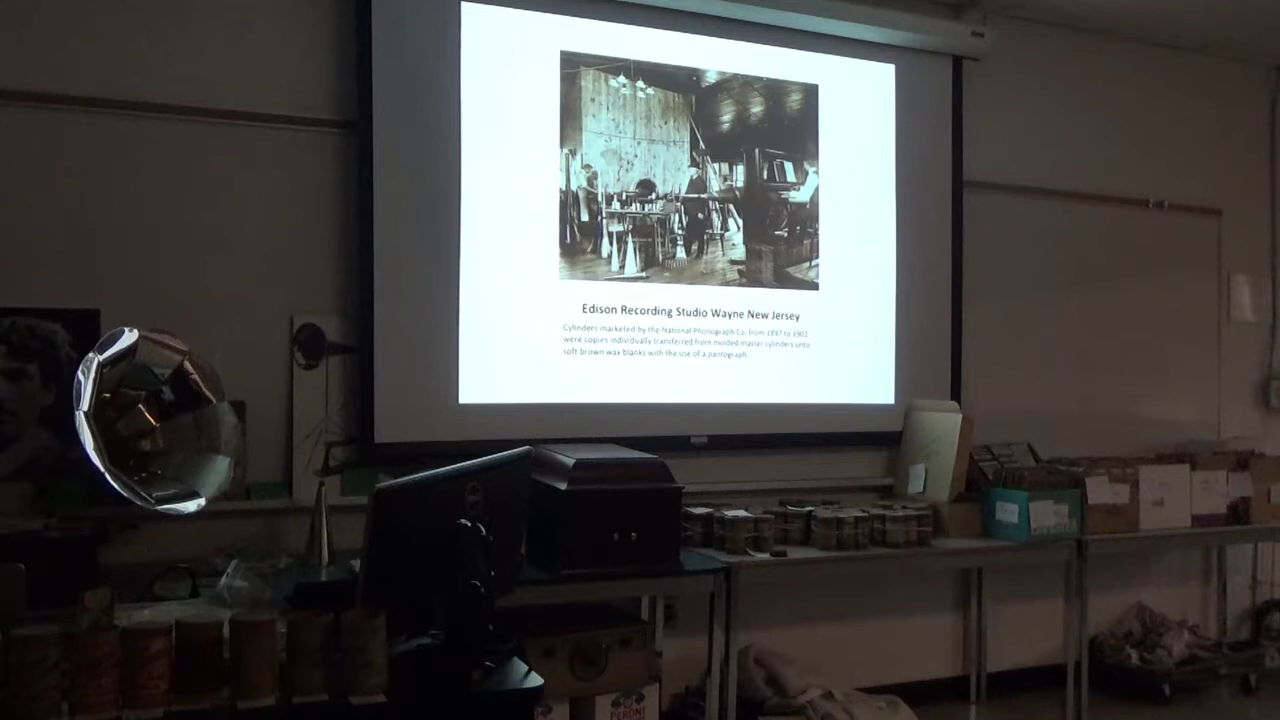 Edison Recording Studio Wayne New Jersey
Cylinders marketed by the National Phonograph Co. from 1897 to 1902
were copies individually transferred from molded master cylinders onto
soft brown wax blanks with the use of a pantograph
PERONI